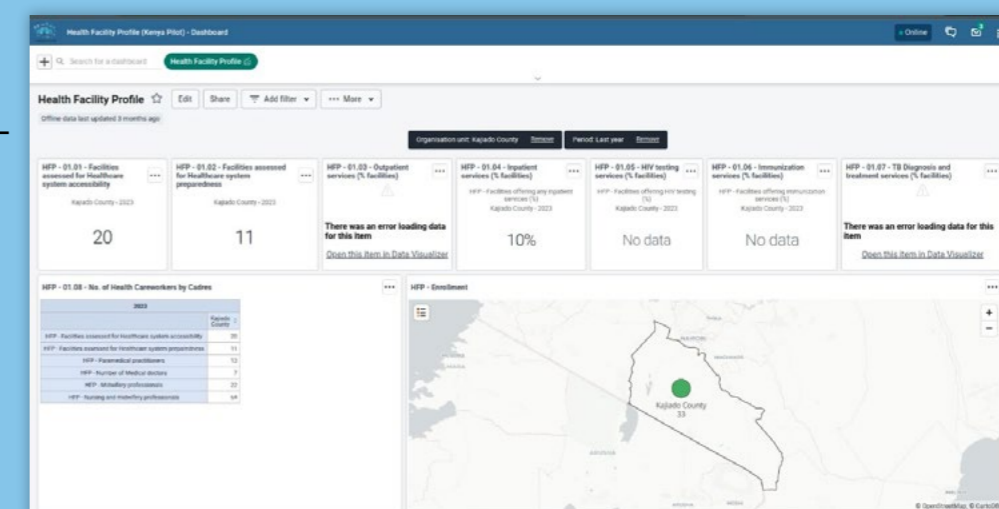 Health Facility Profile (Kenya Pilot) - Dashboard
Online
Search for a dashboard
Health Facility Profile
Health Facility Profile
Edit
Share
Add filter
More
Offline data last updated 3 months ago
Organisation unit: Kajiado County Remove
Period: Last year Remove
HFP - 01.01 - Facilities
assessed for Healthcare
system accessibility
Kajiado County - 2023
20
HFP - 01.02 - Facilities assessed
for Healthcare system
preparedness
Kajiado County - 2023
11
HFP - 01.03 - Outpatient
services (% facilities)
There was an error loading data
for this item
Open this item in Data Visualizer
HFP - 01.04 - Inpatient
services (% facilities)
HFP - Facilities offering any inpatient
services (%)
Kajiado County - 2023
10%
HFP - 01.05 - HIV testing
services (% facilities)
HFP - Facilities offering HIV testing
(%)
Kajiado County - 2023
No data
HFP - 01.06 - Immunization
services (% facilities)
HFP - Facilities offering immunization
services (%)
Kajiado County - 2023
No data
HFP - 01.07 - TB Diagnosis and
treatment services (% facilities)
There was an error loading data for this
item
Open this item in Data Visualizer
HFP - 01.08 - No. of Health Careworkers by Cadres
2023
Kajiado
County
HFP - Facilities assessed for Healthcare system accessibility 20
HFP - Facilities assessed for Healthcare system preparedness 11
HFP - Paramedical practitioners
HFP - Number of Medical doctors 7
HFP - Midwifery professionals
HFP - Nursing and midwifery professionals
HFP - Enrollment
+
−
NAIROBI
MACHAKOS
Kajiado County
33
ARUSHA
MOSHI
© OpenStreetMap, © CartoDB